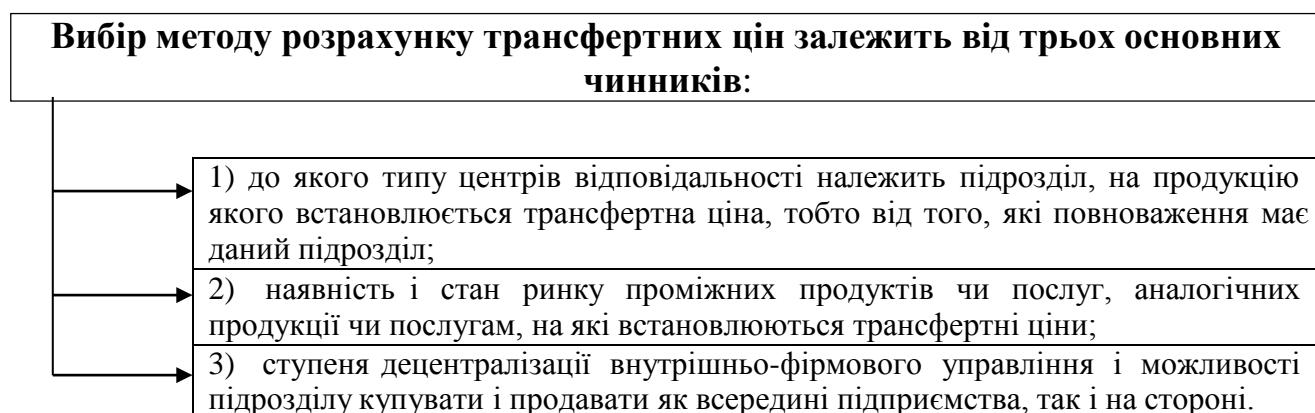 Вибір методу розрахунку трансфертних цін залежить від трьох основних
чинників:
1) до якого типу центрів відповідальності належить підрозділ, на продукцію
якого встановлюється трансфертна ціна, тобто від того, які повноваження має
даний підрозділ;
2) наявність і стан ринку проміжних продуктів чи послуг, аналогічних
продукції чи послугам, на які встановлюються трансфертні ціни;
3) ступеня децентралізації внутрішньо-фірмового управління і можливості
підрозділу купувати і продавати як всередині підприємства, так і на стороні.